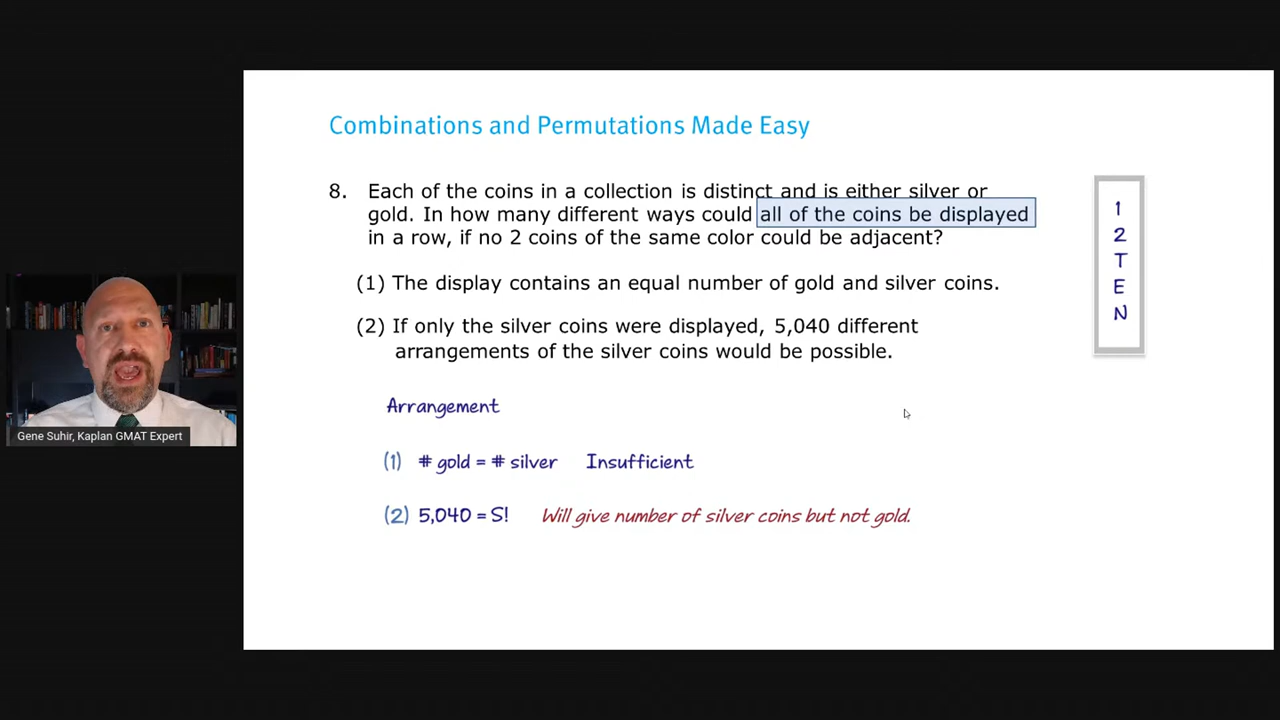 Combinations and Permutations Made Easy
8. Each of the coins in a collection is distinct and is either silver or
gold. In how many different ways could all of the coins be displayed
in a row, if no 2 coins of the same color could be adjacent?
(1) The display contains an equal number of gold and silver coins.
(2) If only the silver coins were displayed, 5,040 different
arrangements of the silver coins would be possible.
Arrangement
(1) # gold = # silver Insufficient
(2) 5,040 = S! Will give number of silver coins but not gold.
1
2
T
E
N
Gene Suhir, Kaplan GMAT Expert